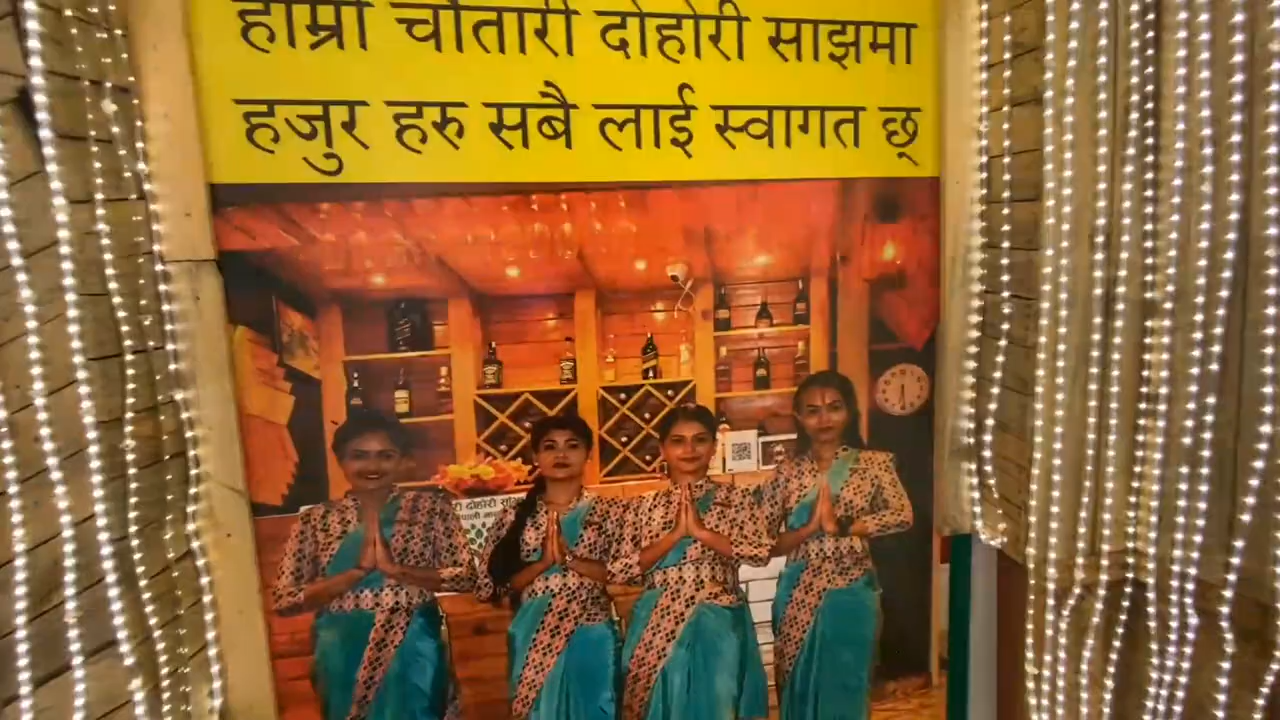 हाम्रो चौतारी दोहोरी साझमा
हजुर हरु सबै लाई स्वागत छ्
री दोहोरी